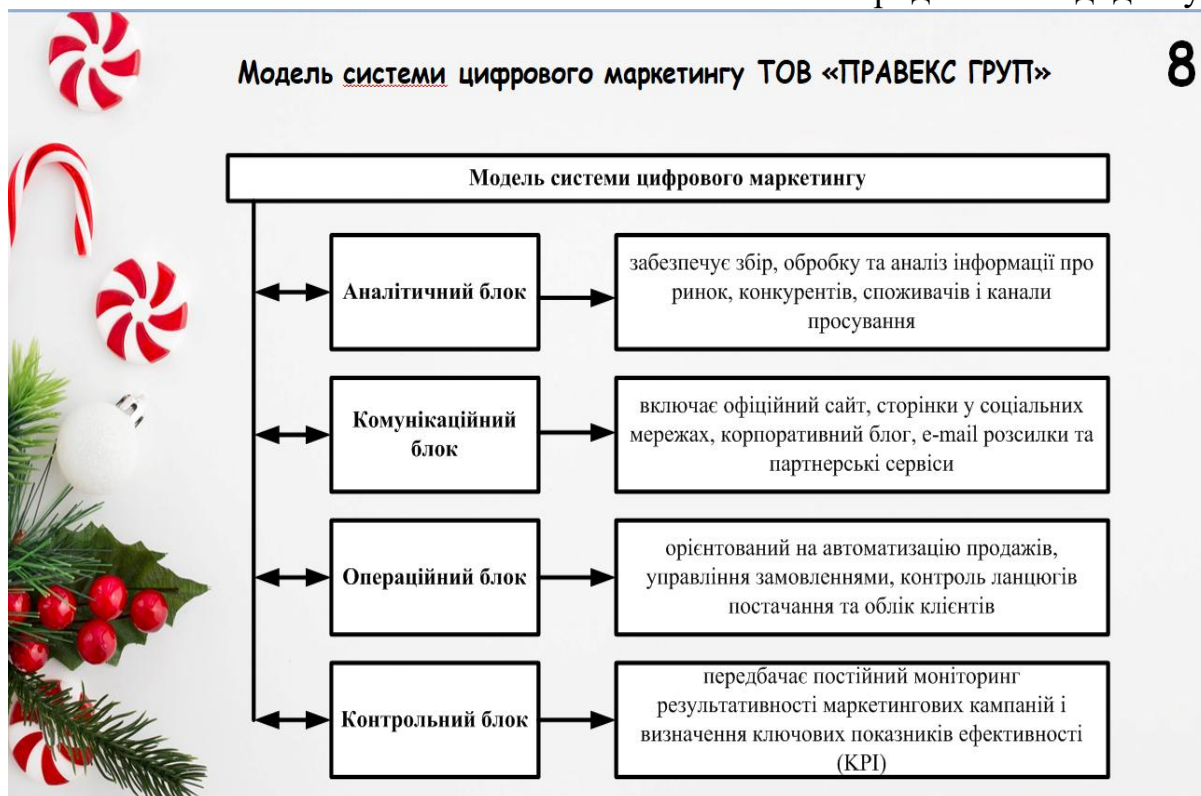 Модель системи цифрового маркетингу ТОВ «ПРАВЕКС ГРУП»
8
Модель системи цифрового маркетингу
Аналітичний блок
забезпечує збір, обробку та аналіз інформації про
ринок, конкурентів, споживачів і канали
просування
Комунікаційний
блок
включає офіційний сайт, сторінки у соціальних
мережах, корпоративний блог, e-mail розсилки та
партнерські сервіси
Операційний блок
орієнтований на автоматизацію продажів,
управління замовленнями, контроль ланцюгів
постачання та облік клієнтів
Контрольний блок
передбачає постійний моніторинг
результативності маркетингових кампаній і
визначення ключових показників ефективності
(KPI)